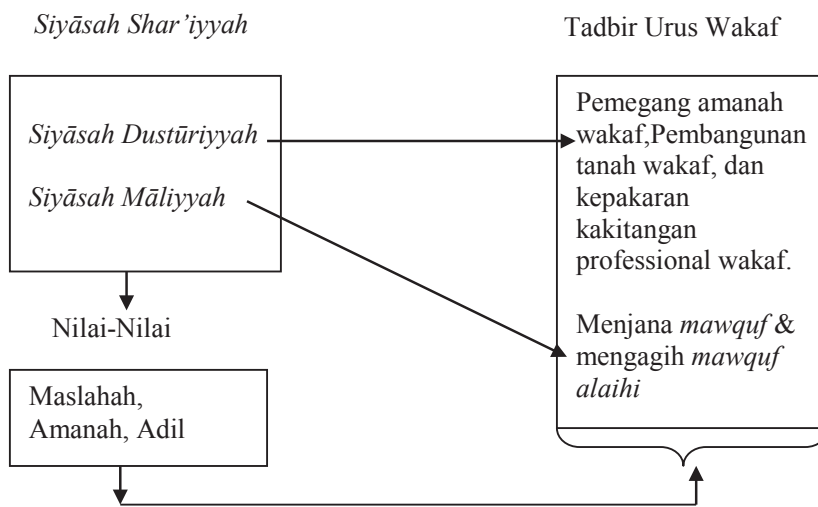 Siyāsah Shar’iyyah
Siyāsah Dustūriyyah
Siyāsah Māliyyah
Nilai-Nilai
Maslahah,
Amanah, Adil
Tadbir Urus Wakaf
Pemegang amanah
wakaf,Pembangunan
tanah wakaf, dan
kepakaran
kakitangan
professional wakaf.
Menjana mawquf &
mengagih mawquf
alaihi